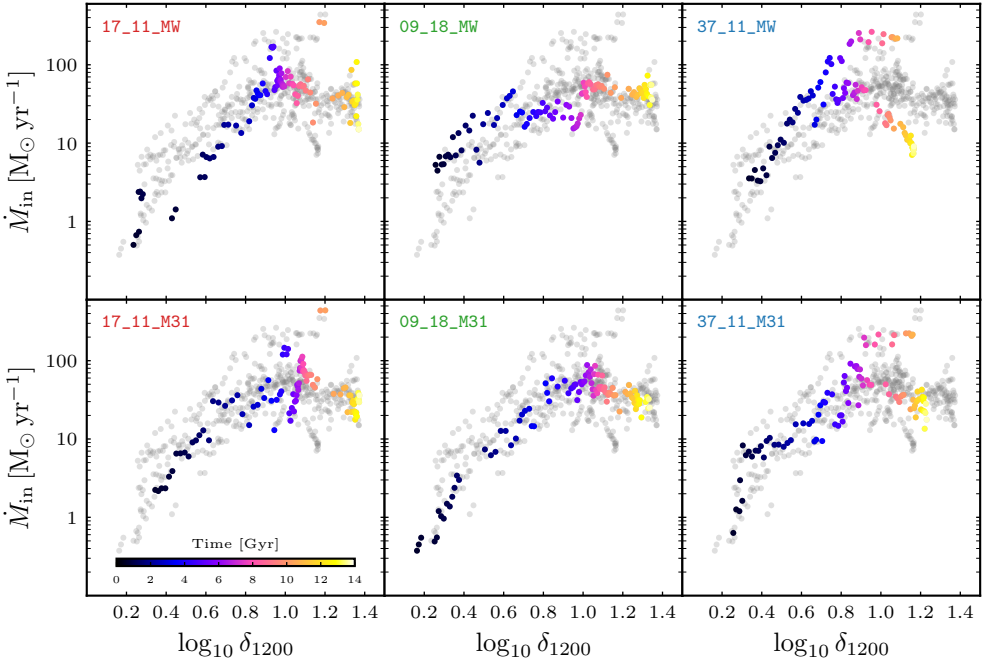 17_11_MW 09_18_MW 37_11_MW
100
10
1
Ṁin [M⊙ yr−1]
17_11_M31 09_18_M31 37_11_M31
100
10
1
Ṁin [M⊙ yr−1]
Time [Gyr]
0 2 4 6 8 10 12 14
0.2 0.4 0.6 0.8 1.0 1.2 1.4 0.2 0.4 0.6 0.8 1.0 1.2 1.4 0.2 0.4 0.6 0.8 1.0 1.2 1.4
log10 δ1200 log10 δ1200 log10 δ1200